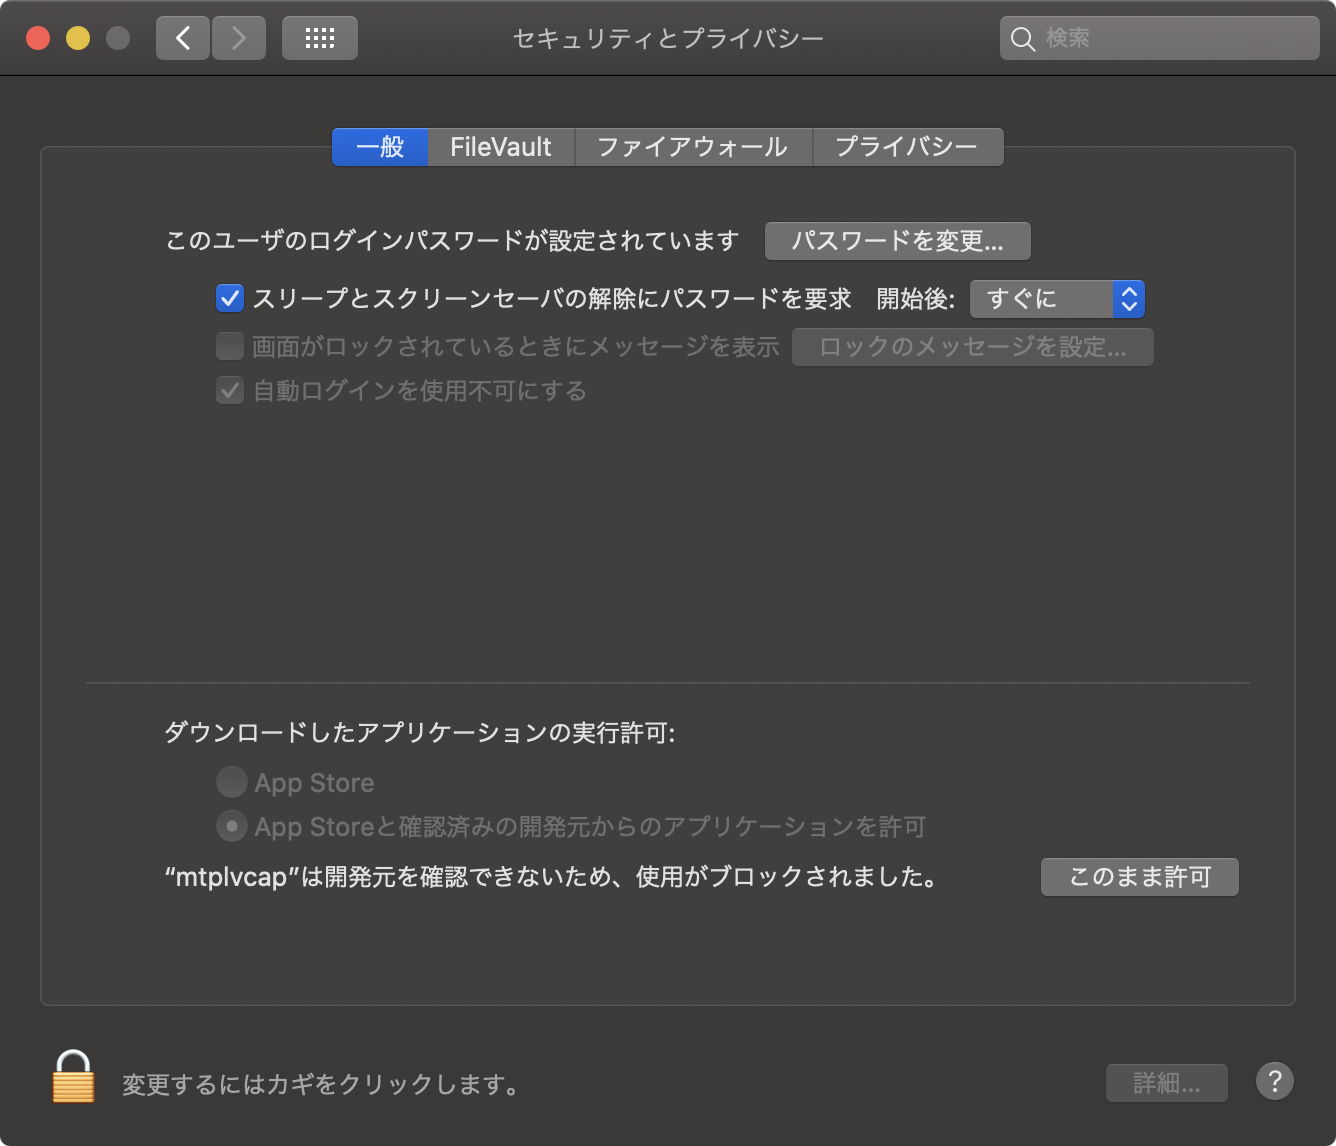 セキュリティとプライバシー
検索
一般 FileVault ファイアウォール プライバシー
このユーザのログインパスワードが設定されています パスワードを変更...
スリープとスクリーンセーバの解除にパスワードを要求 開始後: すぐに
画面がロックされているときにメッセージを表示 ロックのメッセージを設定...
自動ログインを使用不可にする
ダウンロードしたアプリケーションの実行許可:
App Store
App Storeと確認済みの開発元からのアプリケーションを許可
“mtplvcap”は開発元を確認できないため、使用がブロックされました。 このまま許可
変更するにはカギをクリックします。 詳細... ?